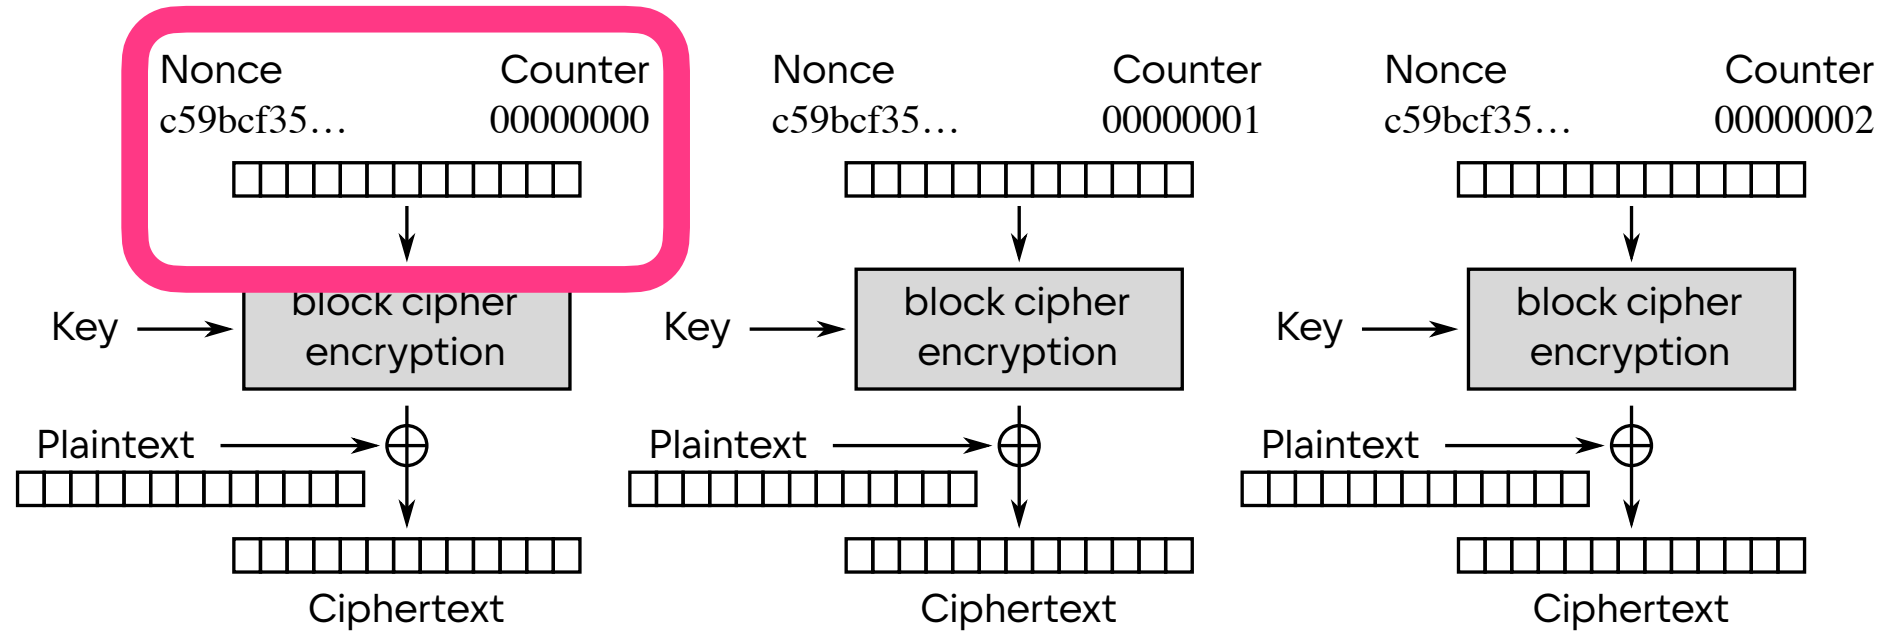 Nonce Counter Nonce Counter Nonce Counter
c59bcf35… 00000000 c59bcf35… 00000001 c59bcf35… 00000002
block cipher block cipher block cipher
Key Key Key
encryption encryption encryption
Plaintext Plaintext Plaintext
Ciphertext Ciphertext Ciphertext